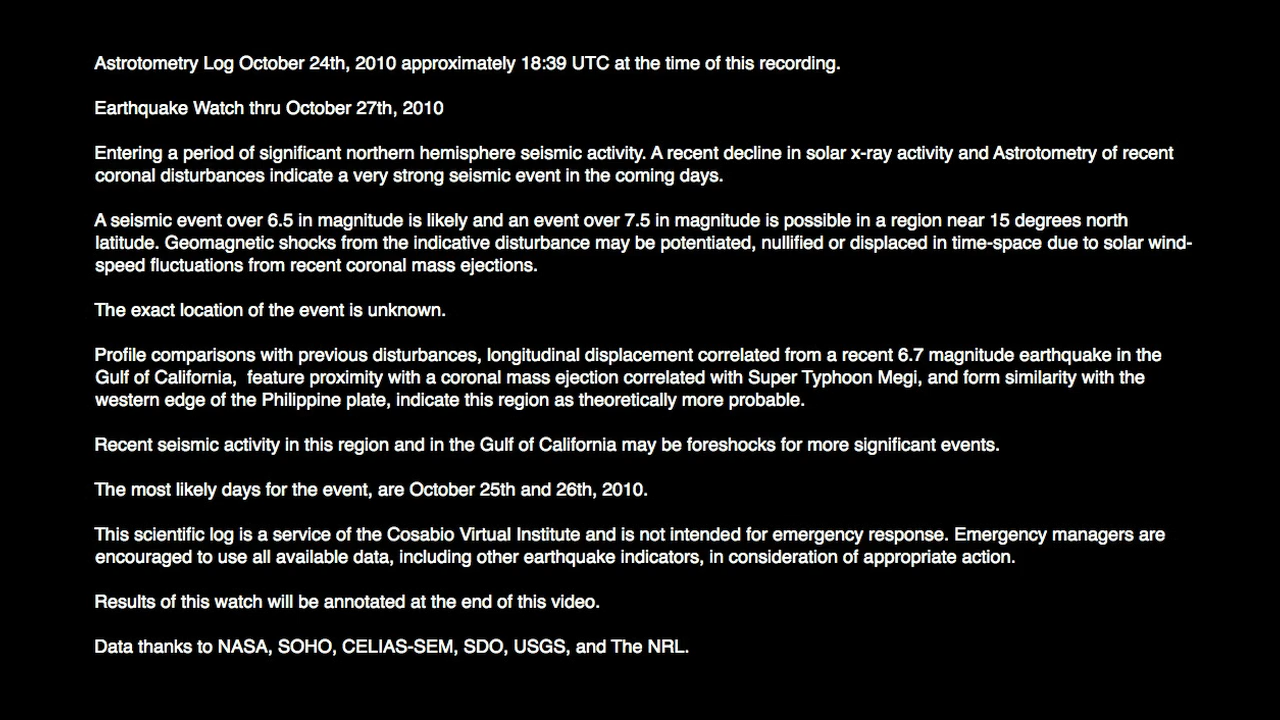 Astrotometry Log October 24th, 2010 approximately 18:39 UTC at the time of this recording.
Earthquake Watch thru October 27th, 2010
Entering a period of significant northern hemisphere seismic activity. A recent decline in solar x-ray activity and Astrotometry of recent
coronal disturbances indicate a very strong seismic event in the coming days.
A seismic event over 6.5 in magnitude is likely and an event over 7.5 in magnitude is possible in a region near 15 degrees north
latitude. Geomagnetic shocks from the indicative disturbance may be potentiated, nullified or displaced in time-space due to solar wind-
speed fluctuations from recent coronal mass ejections.
The exact location of the event is unknown.
Profile comparisons with previous disturbances, longitudinal displacement correlated from a recent 6.7 magnitude earthquake in the
Gulf of California,  feature proximity with a coronal mass ejection correlated with Super Typhoon Megi, and form similarity with the
western edge of the Philippine plate, indicate this region as theoretically more probable.
Recent seismic activity in this region and in the Gulf of California may be foreshocks for more significant events.
The most likely days for the event, are October 25th and 26th, 2010.
This scientific log is a service of the Cosabio Virtual Institute and is not intended for emergency response. Emergency managers are
encouraged to use all available data, including other earthquake indicators, in consideration of appropriate action.
Results of this watch will be annotated at the end of this video.
Data thanks to NASA, SOHO, CELIAS-SEM, SDO, USGS, and The NRL.